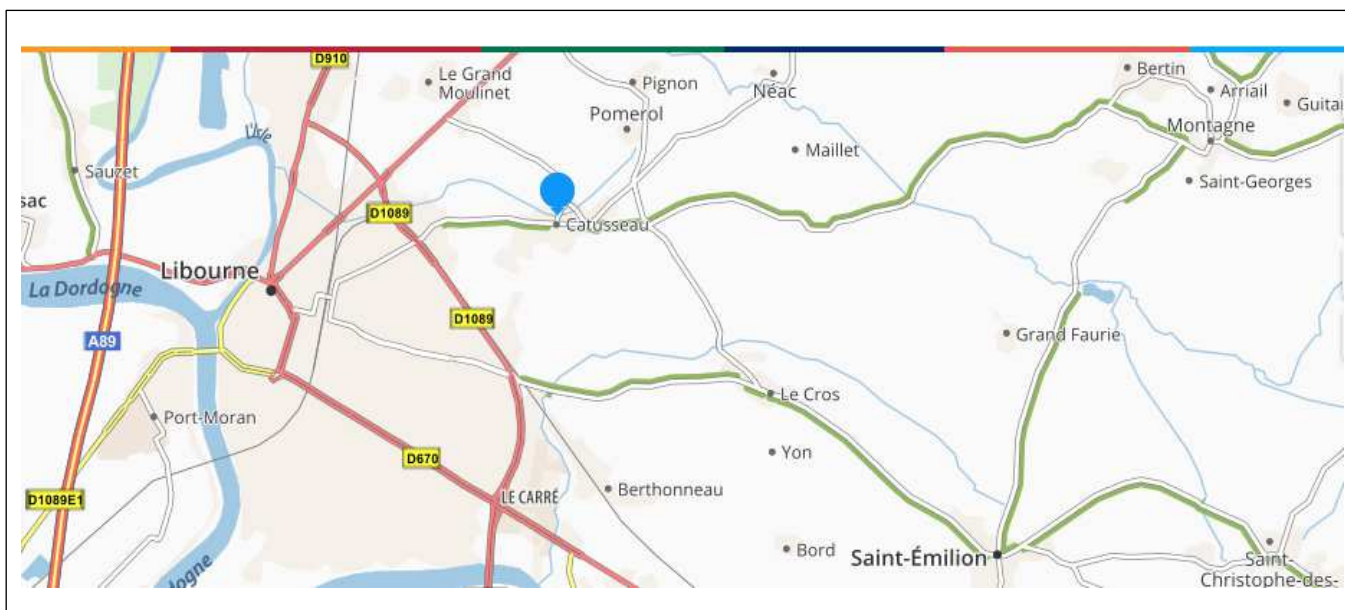 D910
Le Grand
Moulinet
Pignon
Néac
Bertin
Arriail
Guitar
Pomerol
Montagne
L'Isle
Maillet
Sauzet
Saint-Georges
sac
D1089
Catusseau
Libourne
La Dordogne
D1089
A89
Grand Faurie
Le Cros
Port-Moran
D670
Yon
D1089E1
LE CARRÉ
Berthonneau
Bord
Saint-Émilion
Saint-
Christophe-des-
dogne